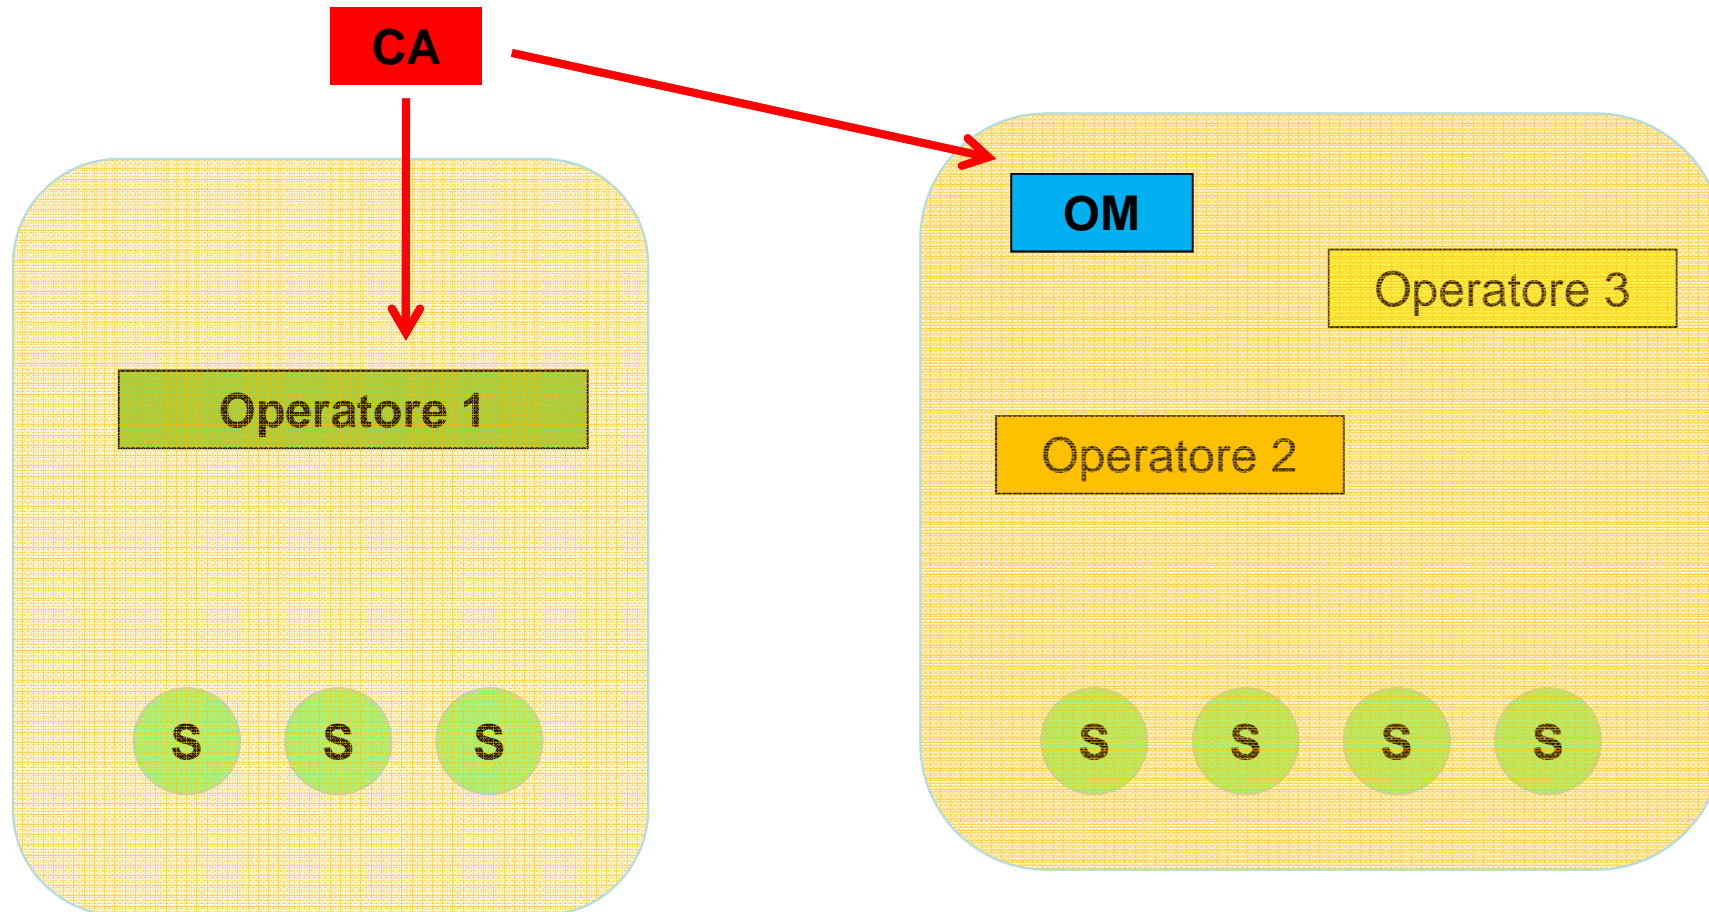 CA
OM
Operatore 3
Operatore 1
Operatore 2
S S S
S S S S